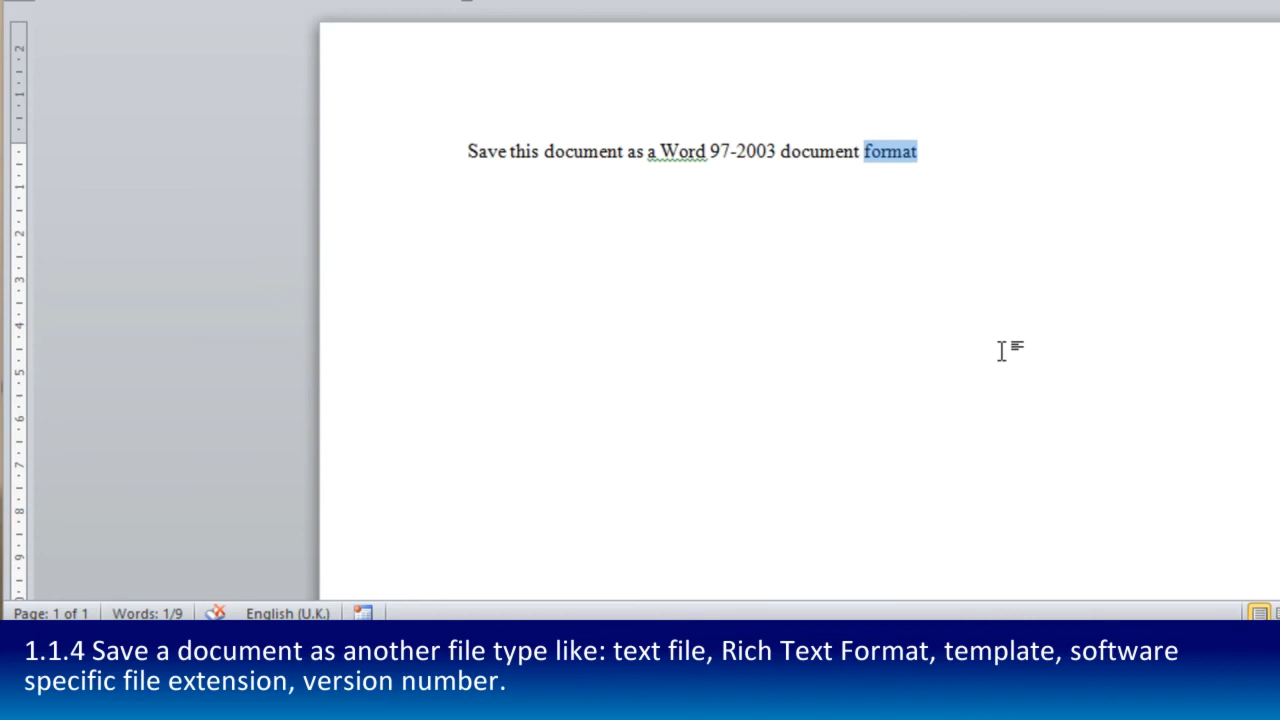 Save this document as a Word 97-2003 document format
Page: 1 of 1 Words: 1/9 English (U.K.)
1.1.4 Save a document as another file type like: text file, Rich Text Format, template, software
specific file extension, version number.